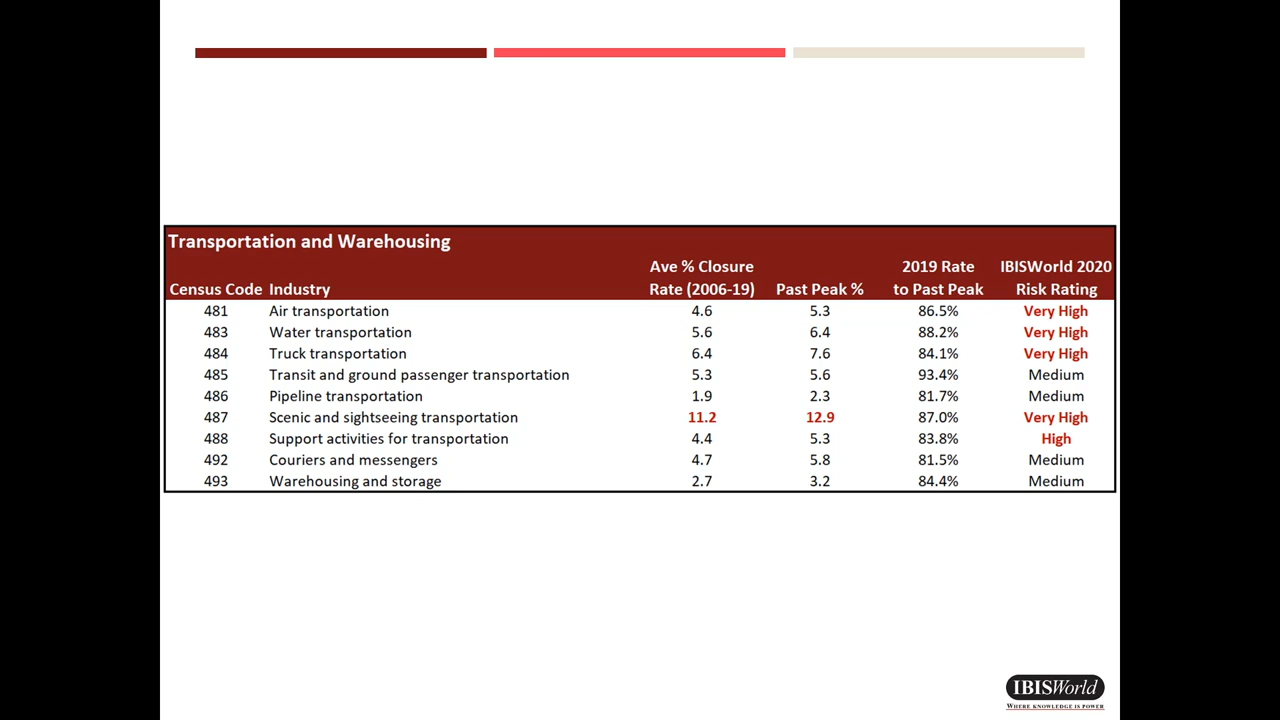 Transportation and Warehousing
Ave % Closure 2019 Rate IBISWorld 2020
Census Code Industry Rate (2006-19) Past Peak % to Past Peak Risk Rating
481 Air transportation 4.6 5.3 86.5% Very High
483 Water transportation 5.6 6.4 88.2% Very High
484 Truck transportation 6.4 7.6 84.1% Very High
485 Transit and ground passenger transportation 5.3 5.6 93.4% Medium
486 Pipeline transportation 1.9 2.3 81.7% Medium
487 Scenic and sightseeing transportation 11.2 12.9 87.0% Very High
488 Support activities for transportation 4.4 5.3 83.8% High
492 Couriers and messengers 4.7 5.8 81.5% Medium
493 Warehousing and storage 2.7 3.2 84.4% Medium
IBISWorld
WHERE KNOWLEDGE IS POWER